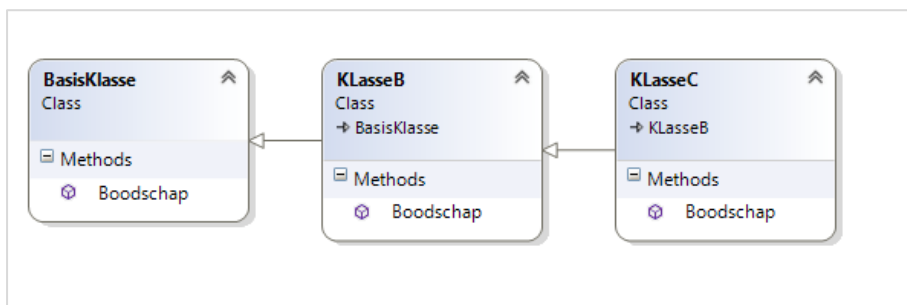 BasisKlasse
Class
Methods
Boodschap
KLasseB
Class
BasisKlasse
Methods
Boodschap
KLasseC
Class
KLasseB
Methods
Boodschap